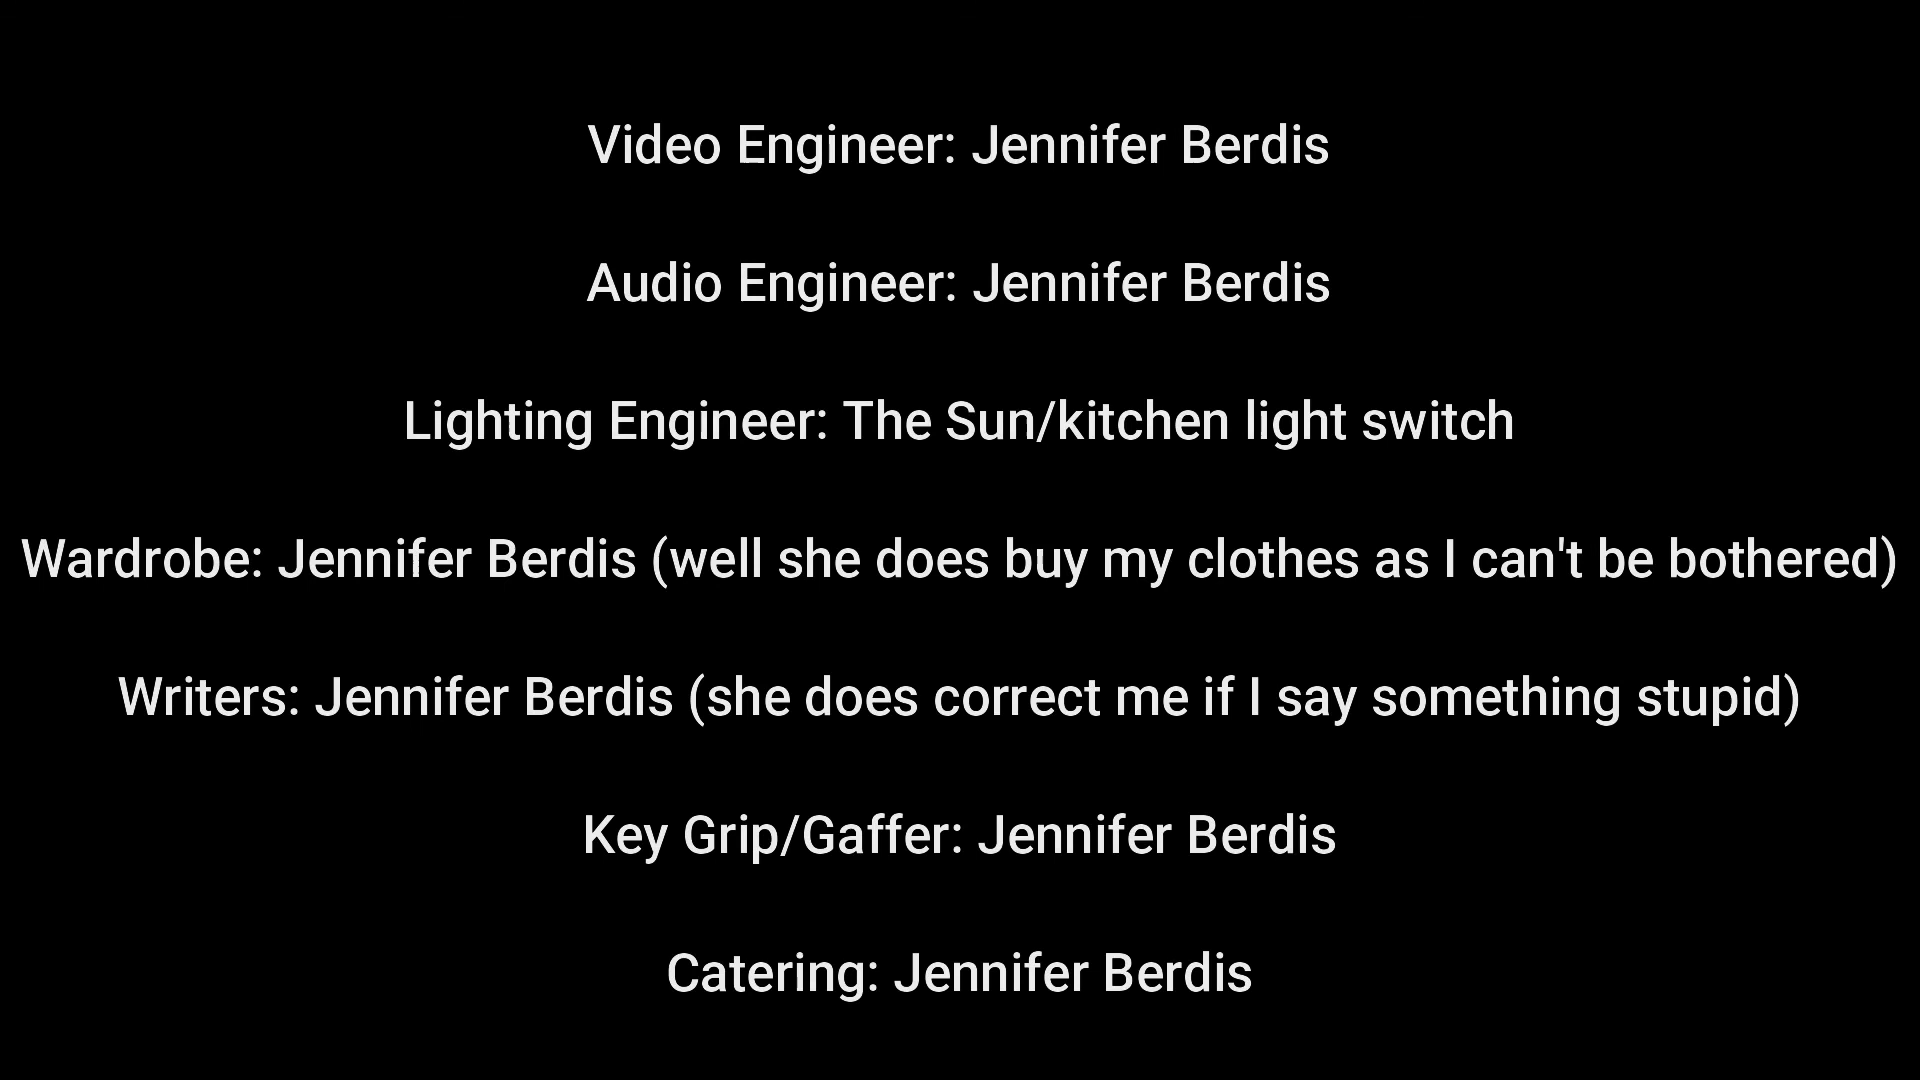 Video Engineer: Jennifer Berdis
Audio Engineer: Jennifer Berdis
Lighting Engineer: The Sun/kitchen light switch
Wardrobe: Jennifer Berdis (well she does buy my clothes as I can't be bothered)
Writers: Jennifer Berdis (she does correct me if I say something stupid)
Key Grip/Gaffer: Jennifer Berdis
Catering: Jennifer Berdis